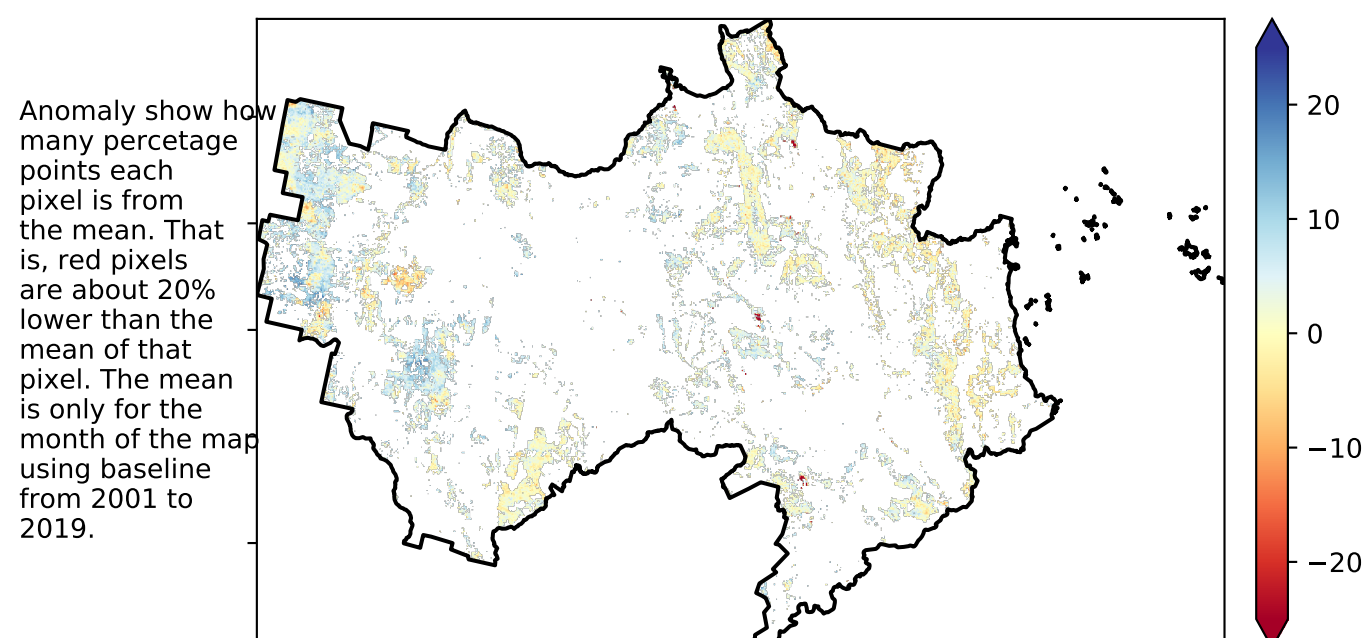 Anomaly show how
many percetage
points each
pixel is from
the mean. That
is, red pixels
are about 20%
lower than the
mean of that
pixel. The mean
is only for the
month of the map
using baseline
from 2001 to
2019.
20
10
0
−10
−20